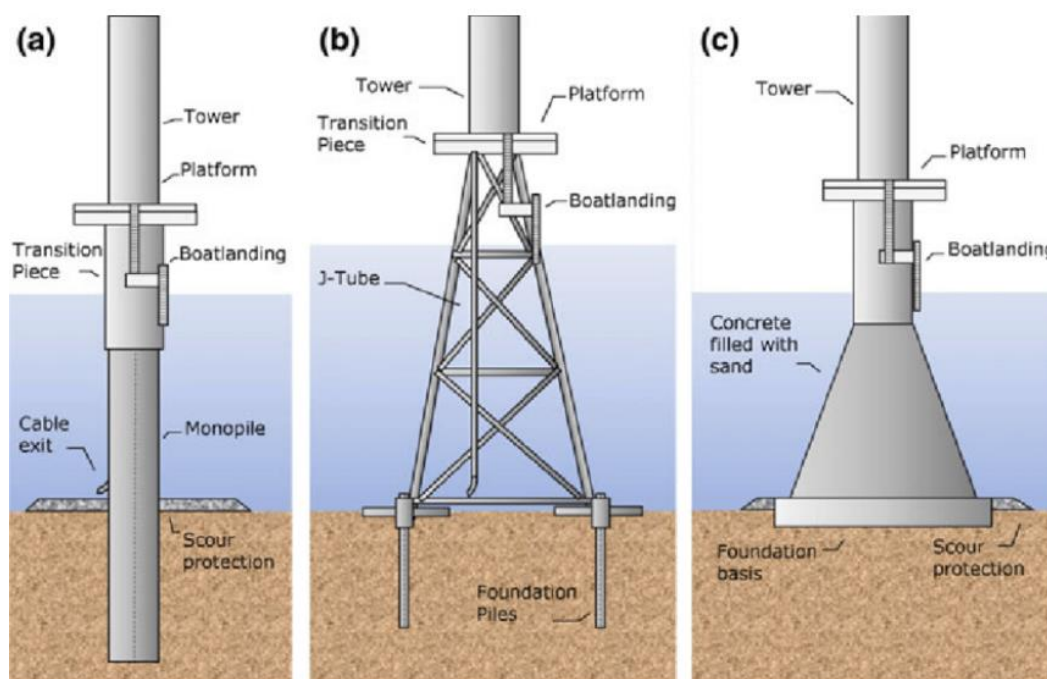 (a)
Tower
Platform
Transition
Piece
Boatlanding
Cable
exit
Monopile
Scour
protection
(b)
Tower
Platform
Transition
Piece
Boatlanding
J-Tube
Foundation
Piles
(c)
Tower
Platform
Boatlanding
Concrete
filled with
sand
Foundation
basis
Scour
protection